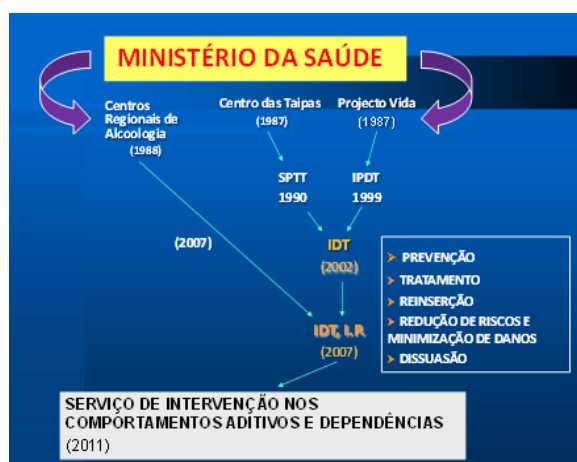 MINISTÉRIO DA SAÚDE
Centros
Regionais de
Alcoologia
(1988)
Centro das Taipas
(1987)
Projecto Vida
(1987)
SPTT
1990
IPDT
1999
(2007)
IDT
(2002)
IDT, I.P.
(2007)
PREVENÇÃO
TRATAMENTO
REINSERÇÃO
REDUÇÃO DE RISCOS E
MINIMIZAÇÃO DE DANOS
DISSUASÃO
SERVIÇO DE INTERVENÇÃO NOS
COMPORTAMENTOS ADITIVOS E DEPENDÊNCIAS
(2011)